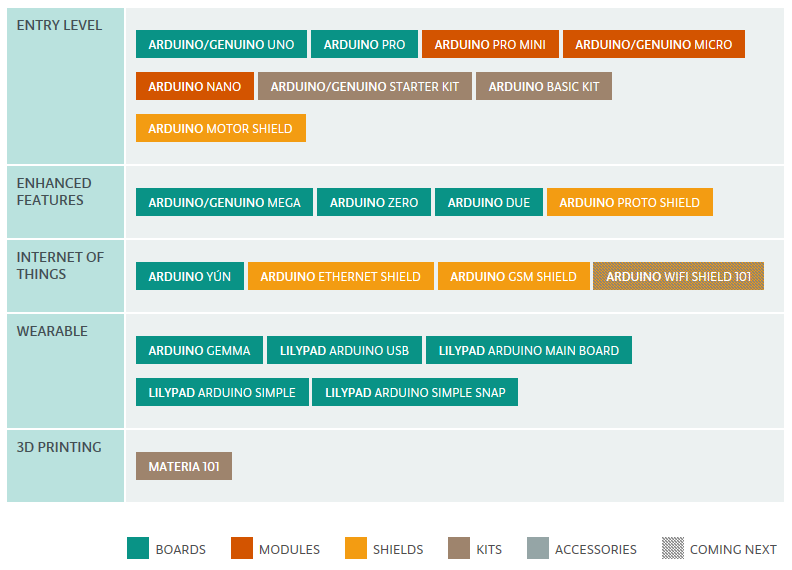 ENTRY LEVEL
ARDUINO/GENUINO UNO ARDUINO PRO ARDUINO PRO MINI ARDUINO/GENUINO MICRO
ARDUINO NANO ARDUINO/GENUINO STARTER KIT ARDUINO BASIC KIT
ARDUINO MOTOR SHIELD
ENHANCED
FEATURES
ARDUINO/GENUINO MEGA ARDUINO ZERO ARDUINO DUE ARDUINO PROTO SHIELD
INTERNET OF
THINGS
ARDUINO YÚN ARDUINO ETHERNET SHIELD ARDUINO GSM SHIELD ARDUINO WIFI SHIELD 101
WEARABLE
ARDUINO GEMMA LILYPAD ARDUINO USB LILYPAD ARDUINO MAIN BOARD
LILYPAD ARDUINO SIMPLE LILYPAD ARDUINO SIMPLE SNAP
3D PRINTING
MATERIA 101
BOARDS MODULES SHIELDS KITS ACCESSORIES COMING NEXT